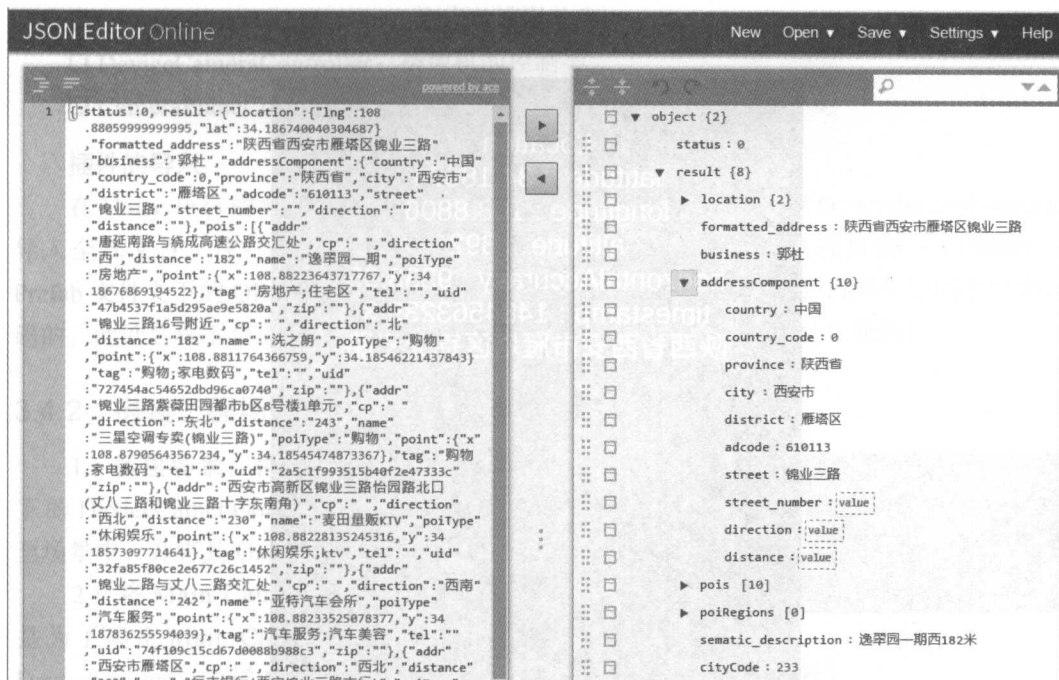 JSON Editor Online
New Open ▼ Save ▼ Settings ▼ Help
powered by ace
1 {"status":0,"result":{"location":{"lng":108
.88059999999995,"lat":34.186740040304687}
,"formatted_address":"陕西省西安市雁塔区锦业三路"
,"business":"郭杜","addressComponent":{"country":"中国"
,"country_code":0,"province":"陕西省","city":"西安市"
,"district":"雁塔区","adcode":"610113","street"
:"锦业三路","street_number":"","direction":""
,"distance":""},"pois":[{"addr"
:"唐延南路与绕成高速公路交汇处","cp":" ","direction"
:"西","distance":"182","name":"逸翠园一期","poiType"
:"房地产","point":{"x":108.88223643717767,"y":34
.18676869194522},"tag":"房地产;住宅区","tel":"","uid"
:"47b4537f1a5d295ae9e5820a","zip":""},{"addr"
:"锦业三路16号附近","cp":" ","direction":"北"
,"distance":"182","name":"洗之朗","poiType":"购物"
,"point":{"x":108.8811764366759,"y":34.18546221437843}
,"tag":"购物;家电数码","tel":"","uid"
:"727454ac54652dbd96ca0740","zip":""},{"addr"
:"锦业三路紫薇田园都市b区8号楼1单元","cp":" "
,"direction":"东北","distance":"243","name"
:"三星空调专卖(锦业三路)","poiType":"购物","point":{"x"
:108.87905643567234,"y":34.18545474873367},"tag":"购物
;家电数码","tel":"","uid":"2a5c1f993515b40f2e47333c"
,"zip":""},{"addr":"西安市高新区锦业三路怡园路北口
(丈八三路和锦业三路十字东南角)","cp":" ","direction"
:"西北","distance":"230","name":"麦田量贩KTV","poiType"
:"休闲娱乐","point":{"x":108.88228135245316,"y":34
.18573097714641},"tag":"休闲娱乐;ktv","tel":"","uid"
:"32fa85f80ce2e677c26c1452","zip":""},{"addr"
:"锦业二路与丈八三路交汇处","cp":" ","direction":"西南"
,"distance":"242","name":"亚特汽车会所","poiType"
:"汽车服务","point":{"x":108.88233525078377,"y":34
.187836255594039},"tag":"汽车服务;汽车美容","tel":""
,"uid":"74f109c15cd67d0088b988c3","zip":""},{"addr"
:"西安市雁塔区","cp":" ","direction":"西北","distance"
object {2}
status : 0
result {8}
location {2}
formatted_address : 陕西省西安市雁塔区锦业三路
business : 郭杜
addressComponent {10}
country : 中国
country_code : 0
province : 陕西省
city : 西安市
district : 雁塔区
adcode : 610113
street : 锦业三路
street_number : value
direction : value
distance : value
pois [10]
poiRegions [0]
sematic_description : 逸翠园一期西182米
cityCode : 233